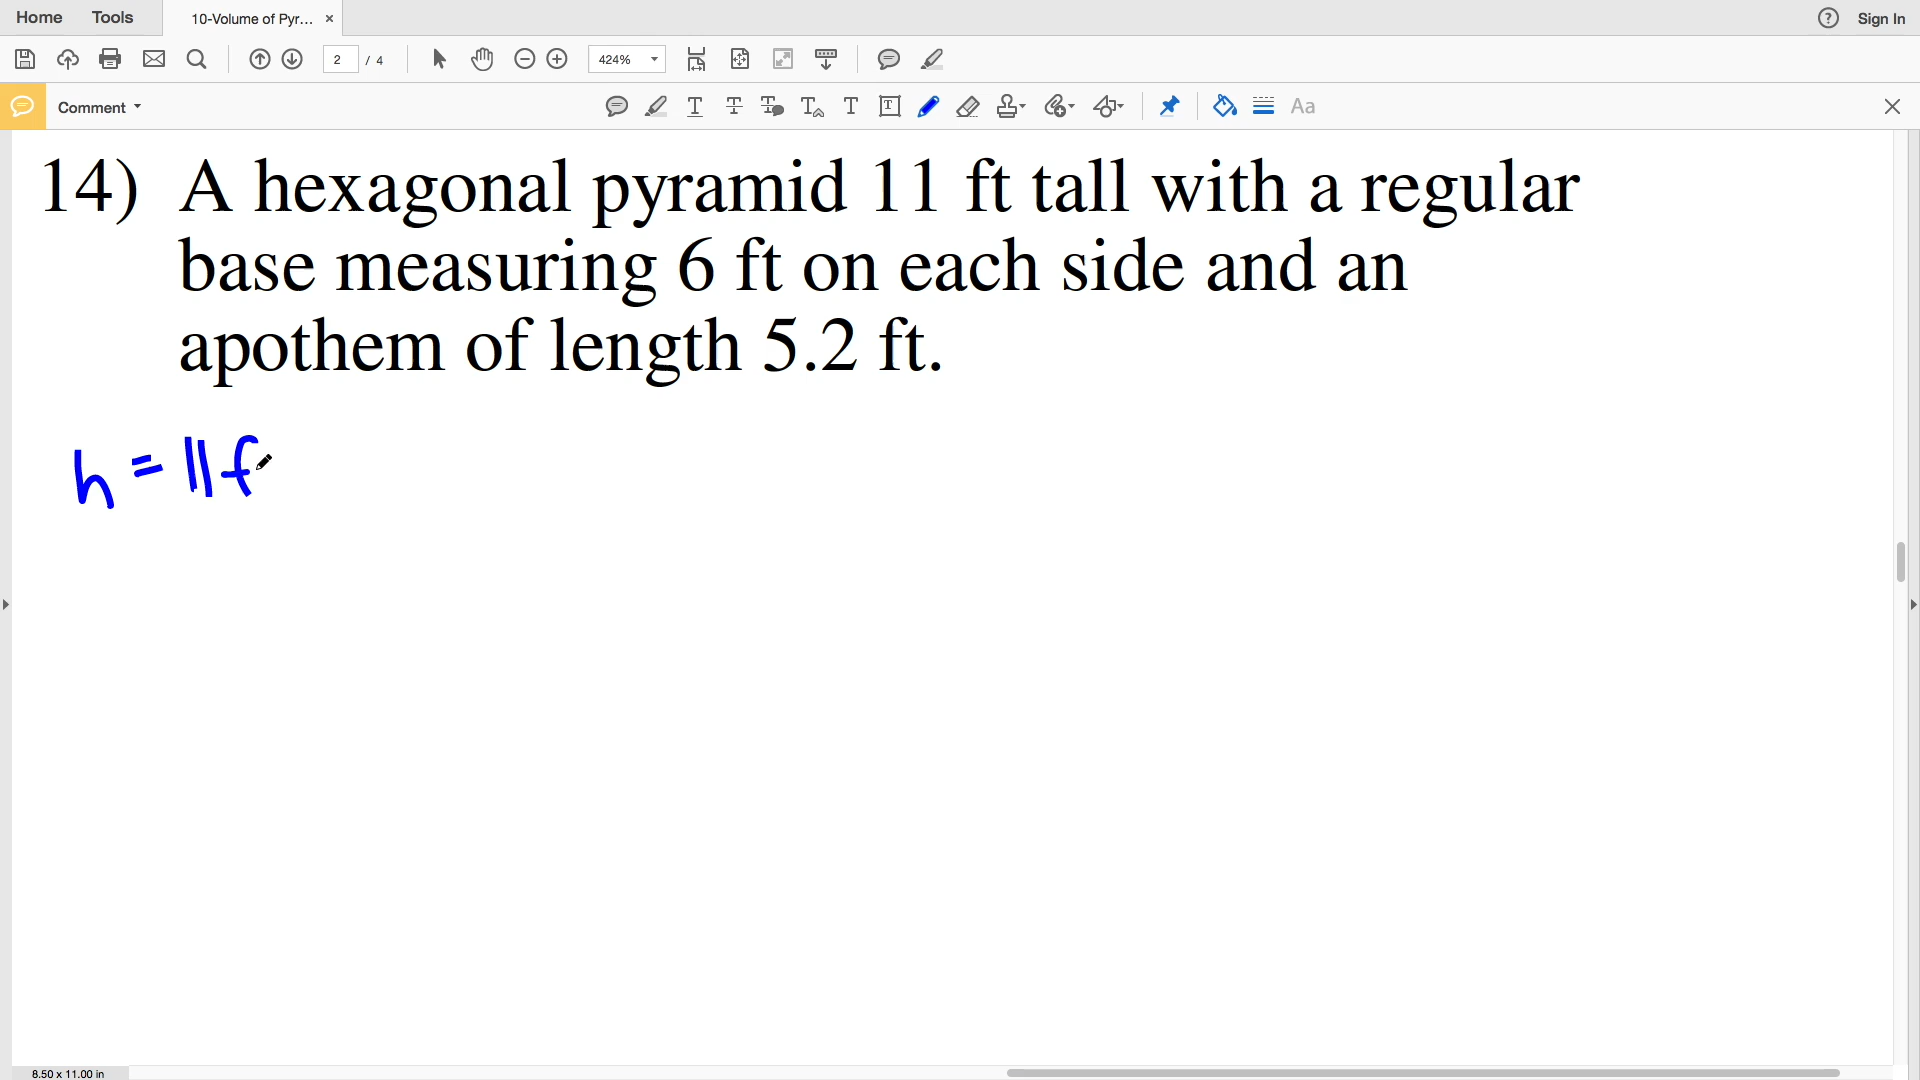 Home Tools 10-Volume of Pyr... × ? Sign In
2 / 4 424%
Comment T T T T T T Aa
14) A hexagonal pyramid 11 ft tall with a regular
base measuring 6 ft on each side and an
apothem of length 5.2 ft.
h = 11 f
8.50 x 11.00 in